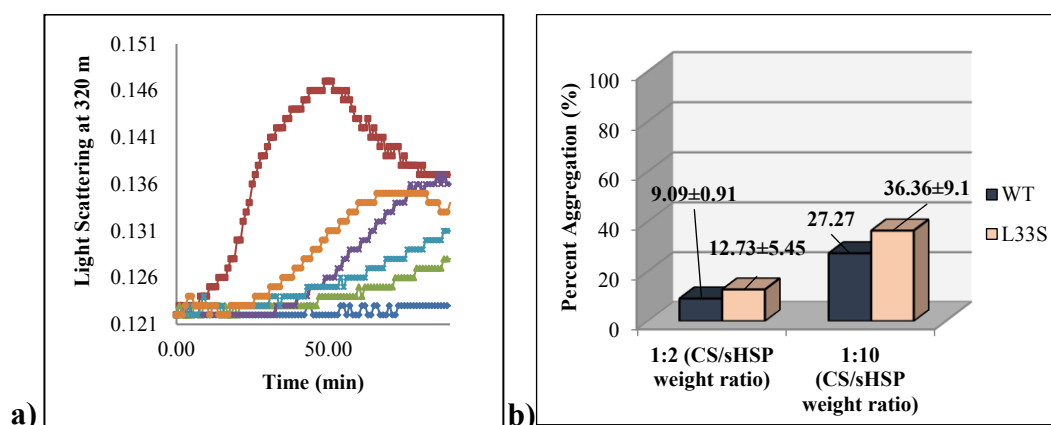 0.151
0.146
0.141
0.136
0.131
0.126
0.121
Light Scattering at 320 m
0.00 50.00
Time (min)
a)
100
80
60
40
20
0
Percent Aggregation (%)
9.09±0.91
12.73±5.45
27.27
36.36±9.1
WT
L33S
1:2 (CS/sHSP
weight ratio)
1:10
(CS/sHSP
weight ratio)
b)